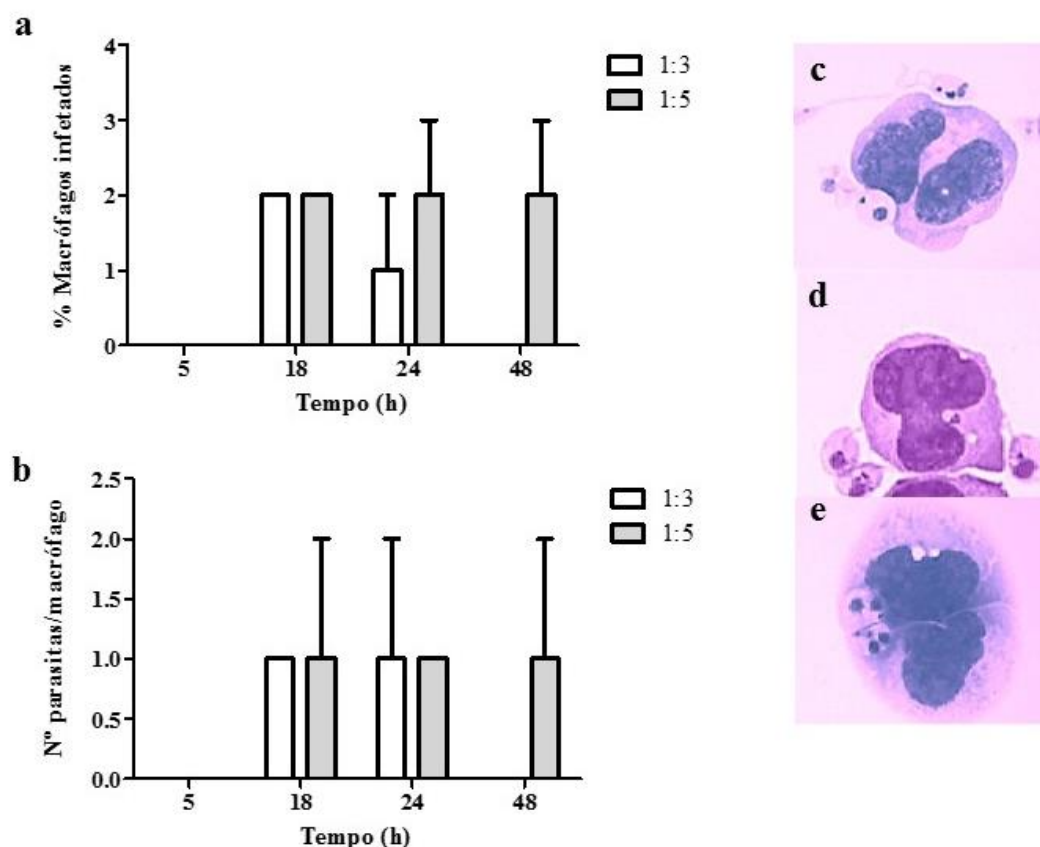 a
4
3
2
1
0
% Macrófagos infetados
5 18 24 48
Tempo (h)
1:3
1:5
b
2.5
2.0
1.5
1.0
0.5
0.0
Nº parasitas/macrófago
5 18 24 48
Tempo (h)
1:3
1:5
c
d
e